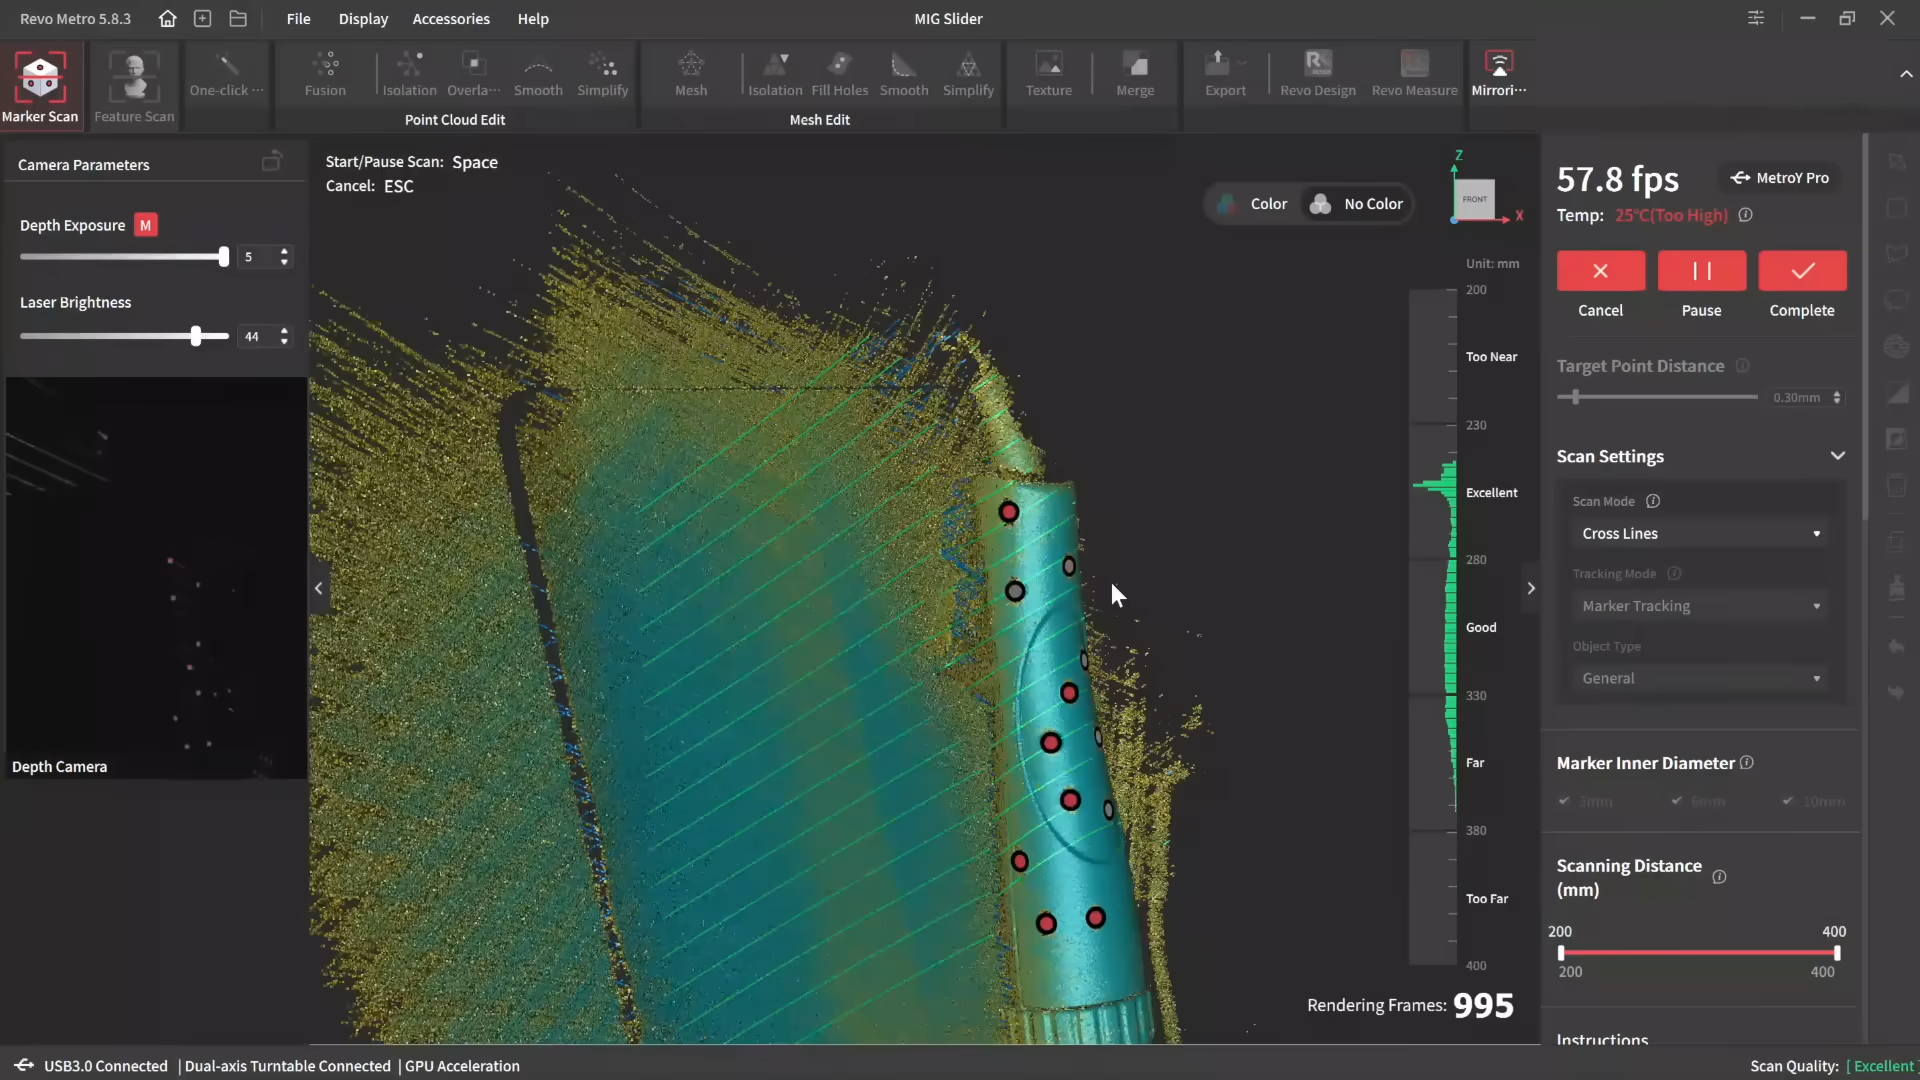 Revo Metro 5.8.3
File Display Accessories Help
MIG Slider
Marker Scan
Feature Scan
One-click ···
Fusion
Isolation
Overla···
Smooth
Simplify
Point Cloud Edit
Mesh
Isolation
Fill Holes
Smooth
Simplify
Mesh Edit
Texture
Merge
Export
Revo Design
Revo Measure
Mirrori···
Camera Parameters
Depth Exposure M
5
Laser Brightness
44
Depth Camera
Start/Pause Scan: Space
Cancel: ESC
Color No Color
Z
FRONT
X
Unit: mm
200
Too Near
230
Excellent
280
Good
330
Far
380
Too Far
400
Rendering Frames: 995
57.8 fps
MetroY Pro
Temp: 25°C(Too High)
Cancel
Pause
Complete
Target Point Distance
0.30mm
Scan Settings
Scan Mode
Cross Lines
Tracking Mode
Marker Tracking
Object Type
General
Marker Inner Diameter
3mm 6mm 10mm
Scanning Distance
(mm)
200 400
200 400
Instructions
USB3.0 Connected | Dual-axis Turntable Connected | GPU Acceleration
Scan Quality: [ Excellent